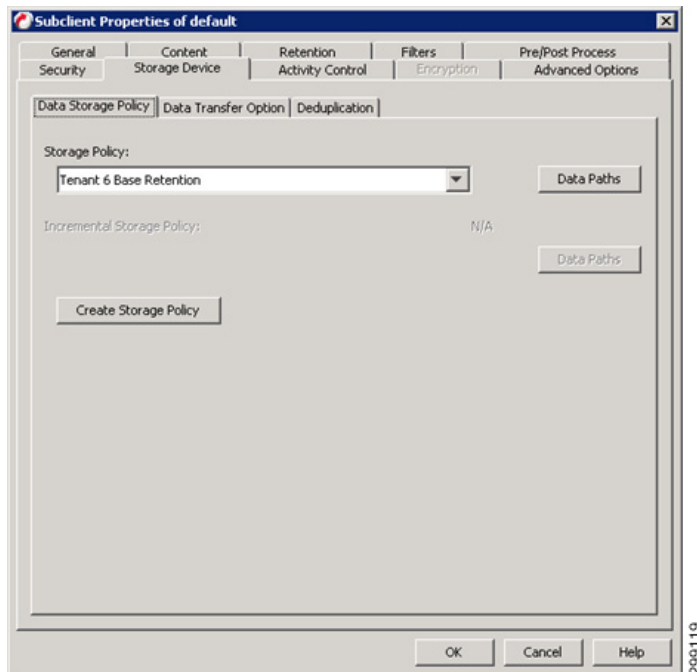 Subclient Properties of default
General Content Retention Filters Pre/Post Process
Security Storage Device Activity Control Encryption Advanced Options
Data Storage Policy Data Transfer Option Deduplication
Storage Policy:
Tenant 6 Base Retention Data Paths
Incremental Storage Policy: N/A
Data Paths
Create Storage Policy
OK Cancel Help